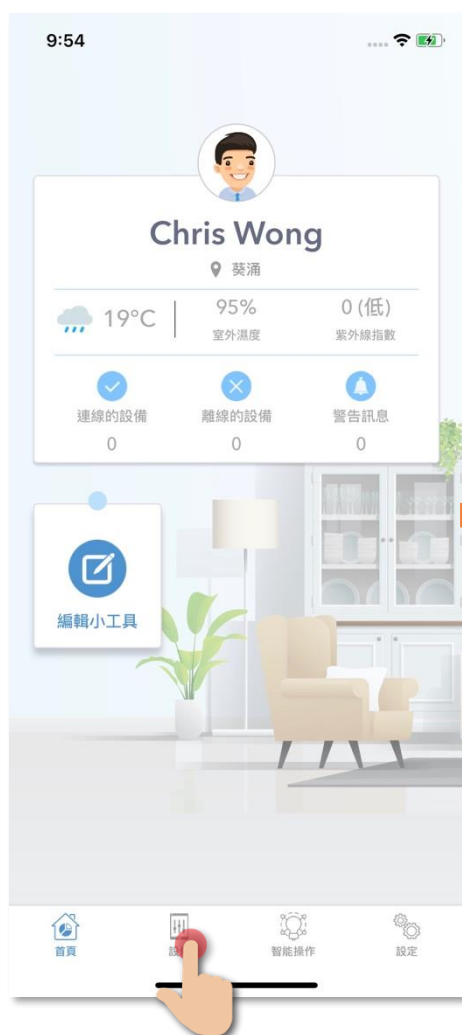 9:54
Chris Wong
葵涌
19°C
95%
0 (低)
室外濕度
紫外線指數
連線的設備
離線的設備
警告訊息
0
0
0
編輯小工具
首頁
智能操作
設定